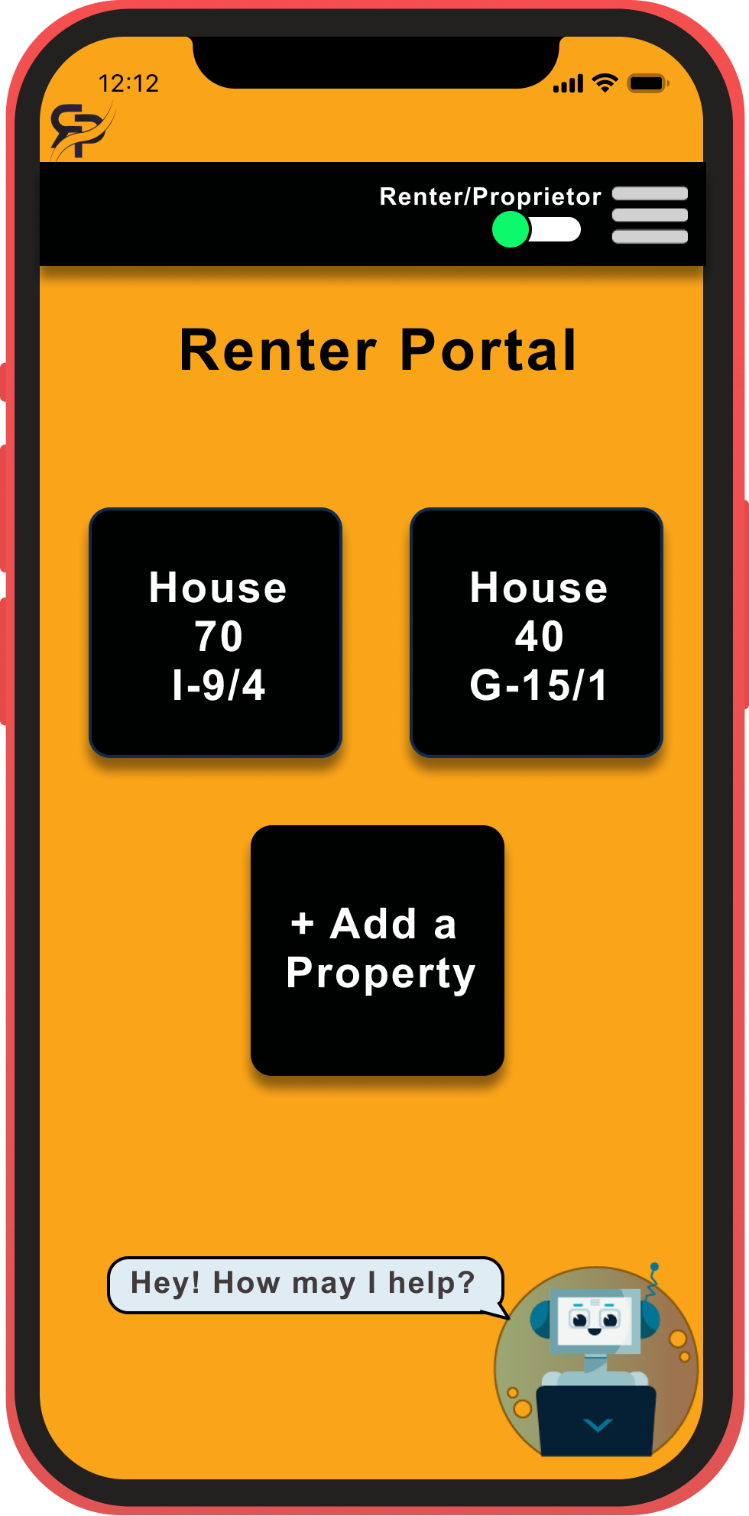 12:12
RP
Renter/Proprietor
Renter Portal
House
70
I-9/4
House
40
G-15/1
+ Add a
Property
Hey! How may I help?